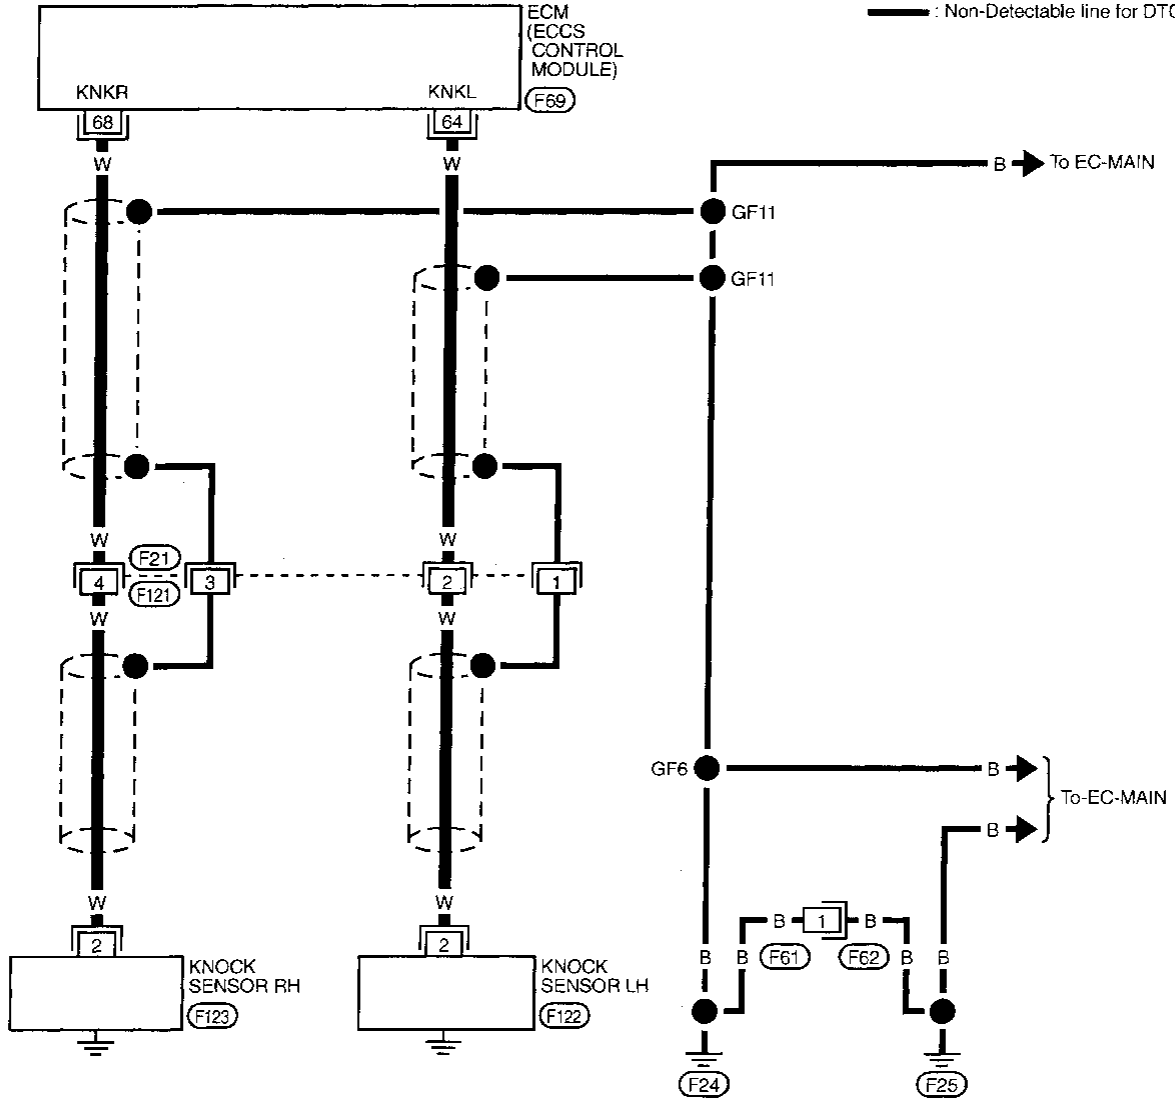 ECM
(ECCS
CONTROL
MODULE)
F69
: Non-Detectable line for DTC
KNKR
KNKL
68
64
W
W
B
To EC-MAIN
GF11
GF11
W
W
F21
F121
4
3
2
1
W
W
GF6
B
B
To-EC-MAIN
W
W
2
2
KNOCK
SENSOR RH
F123
KNOCK
SENSOR LH
F122
B
1
B
B
B
F61
F62
B
B
F24
F25